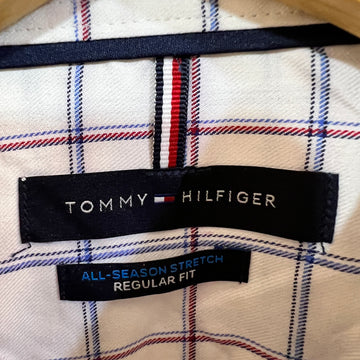 TOMMY HILFIGER
ALL-SEASON STRETCH
REGULAR FIT